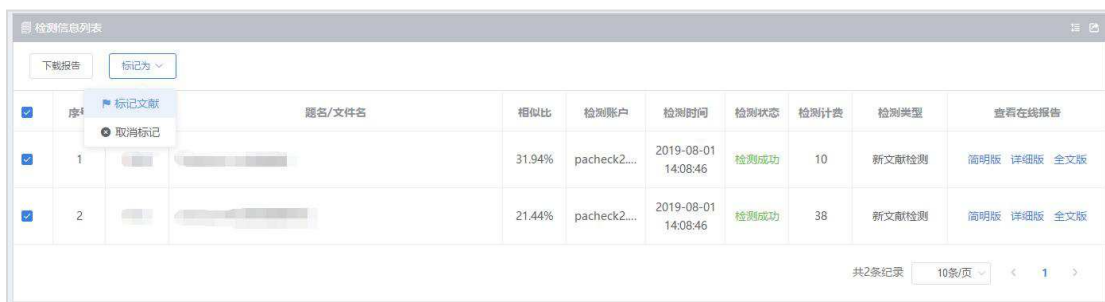 检测信息列表
下载报告 标记为
标记文献
取消标记
序 题名/文件名 相似比 检测账户 检测时间 检测状态 检测计费 检测类型 查看在线报告
1 31.94% pacheck2.... 2019-08-01 14:08:46 检测成功 10 新文献检测 简明版 详细版 全文版
2 21.44% pacheck2.... 2019-08-01 14:08:46 检测成功 38 新文献检测 简明版 详细版 全文版
共2条纪录 10条/页 < 1 >